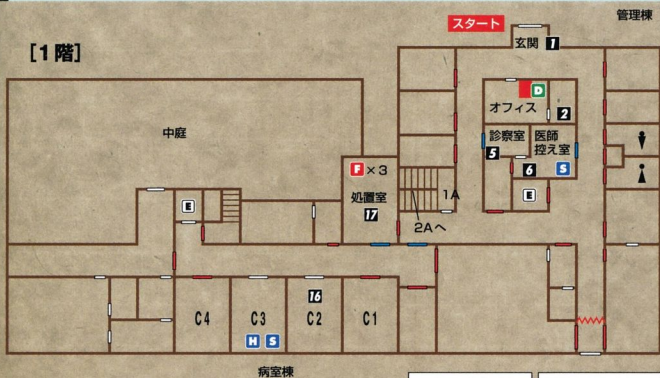 管理棟
スタート
玄関 1
[1階]
D
オフィス
2
中庭
診察室
医師
控え室
5
6
S
F×3
処置室
17
E
1A
2Aへ
E
16
C4
C3
C2
C1
H S
病室棟